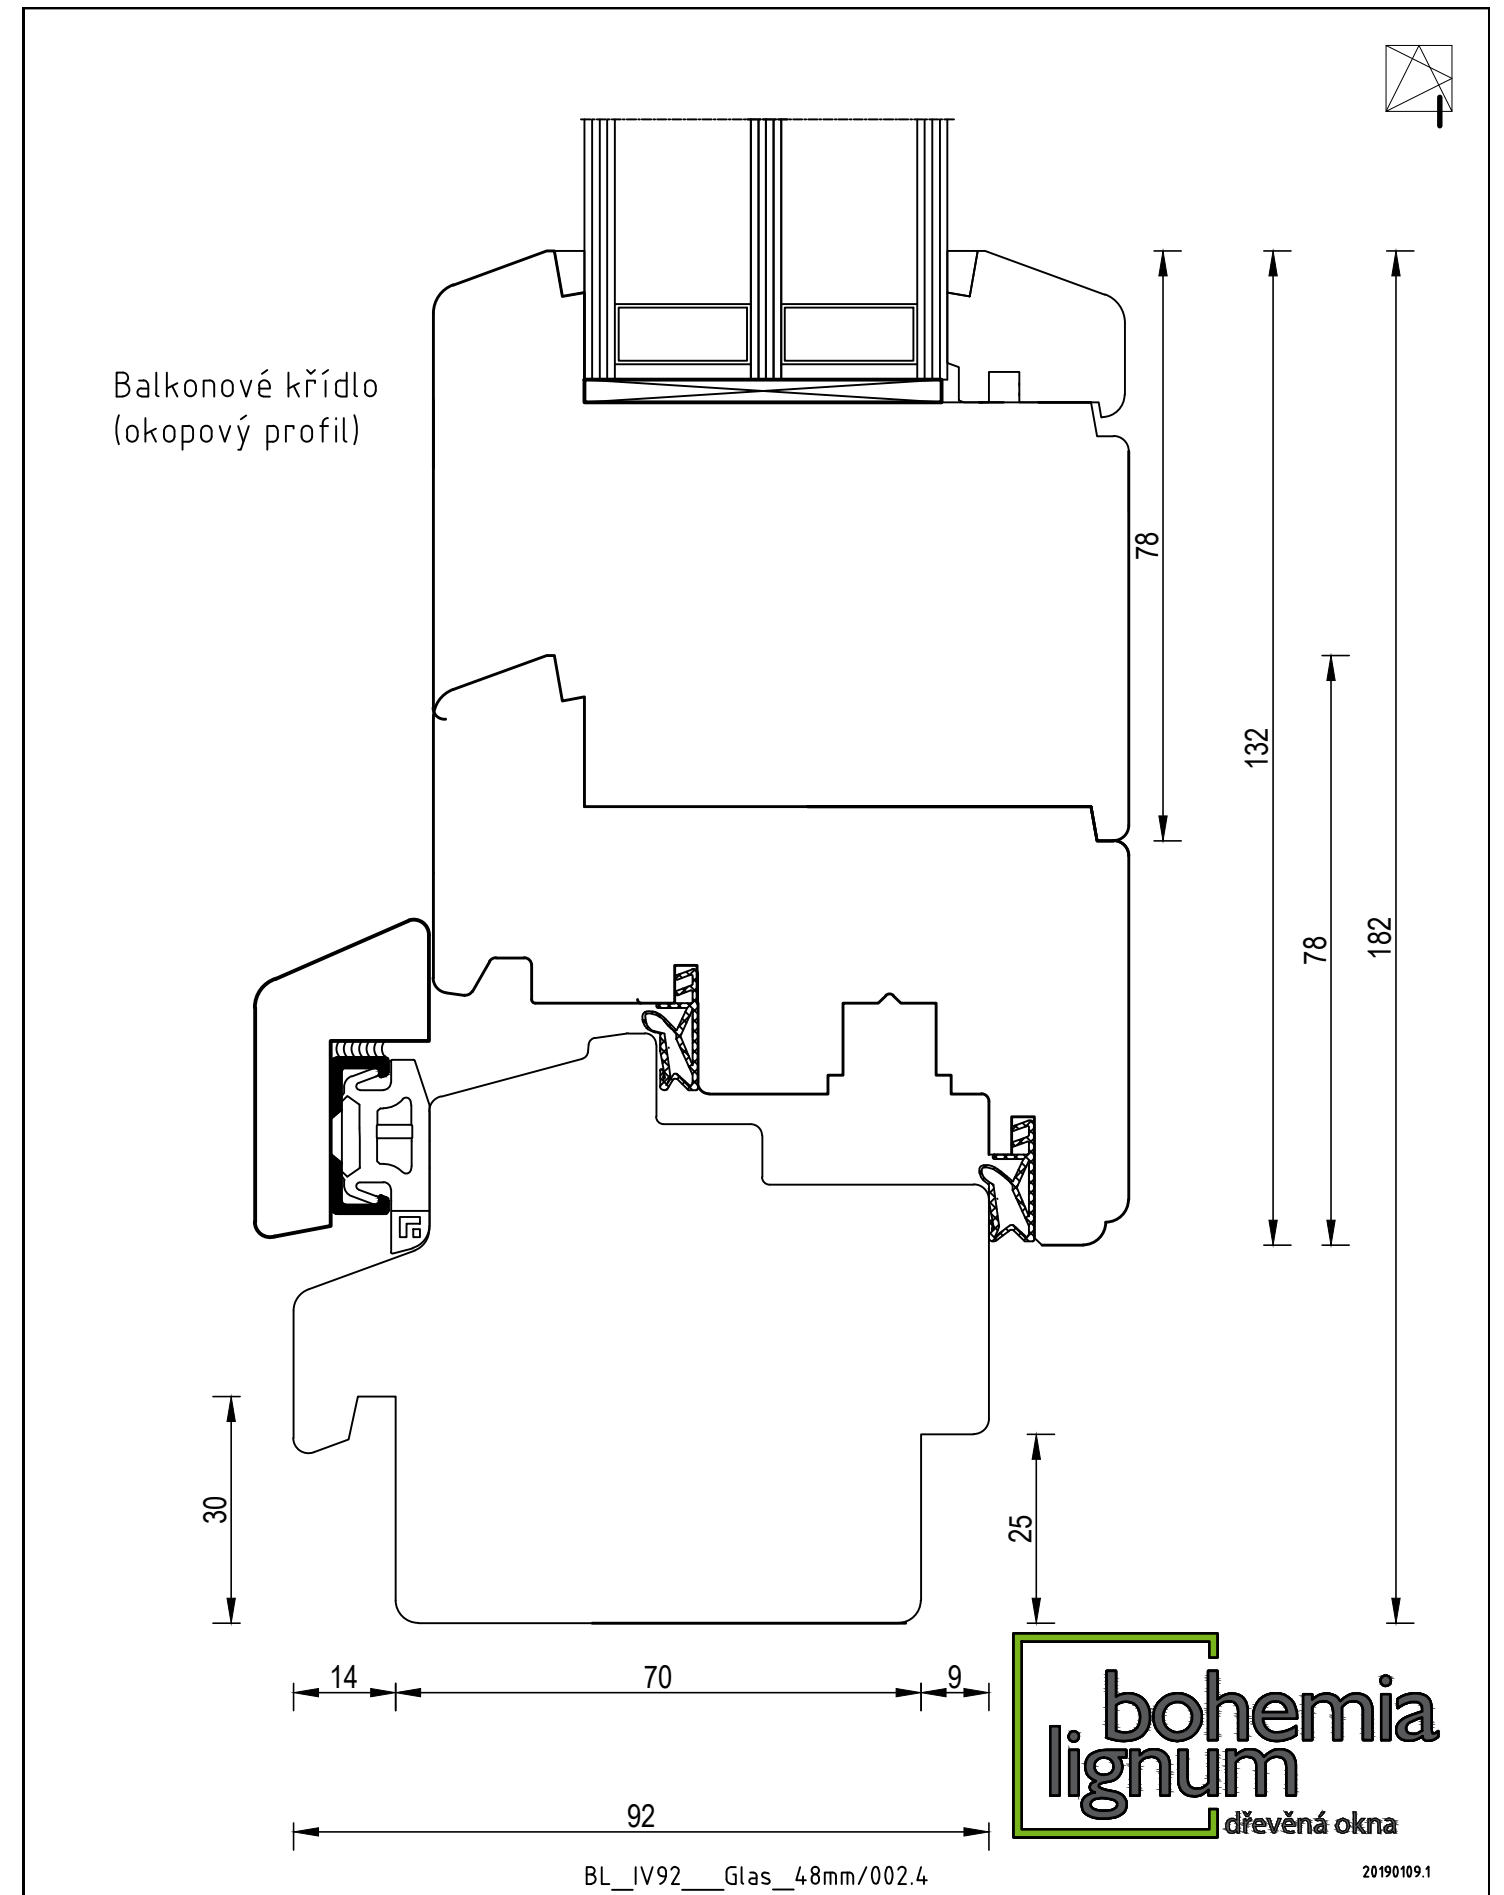 Balkonové křídlo
(okopový profil)
78
132
78
182
30
25
14
70
9
92
bohemia
lignum
dřevěná okna
BL__IV92___Glas__48mm/002.4
20190109.1